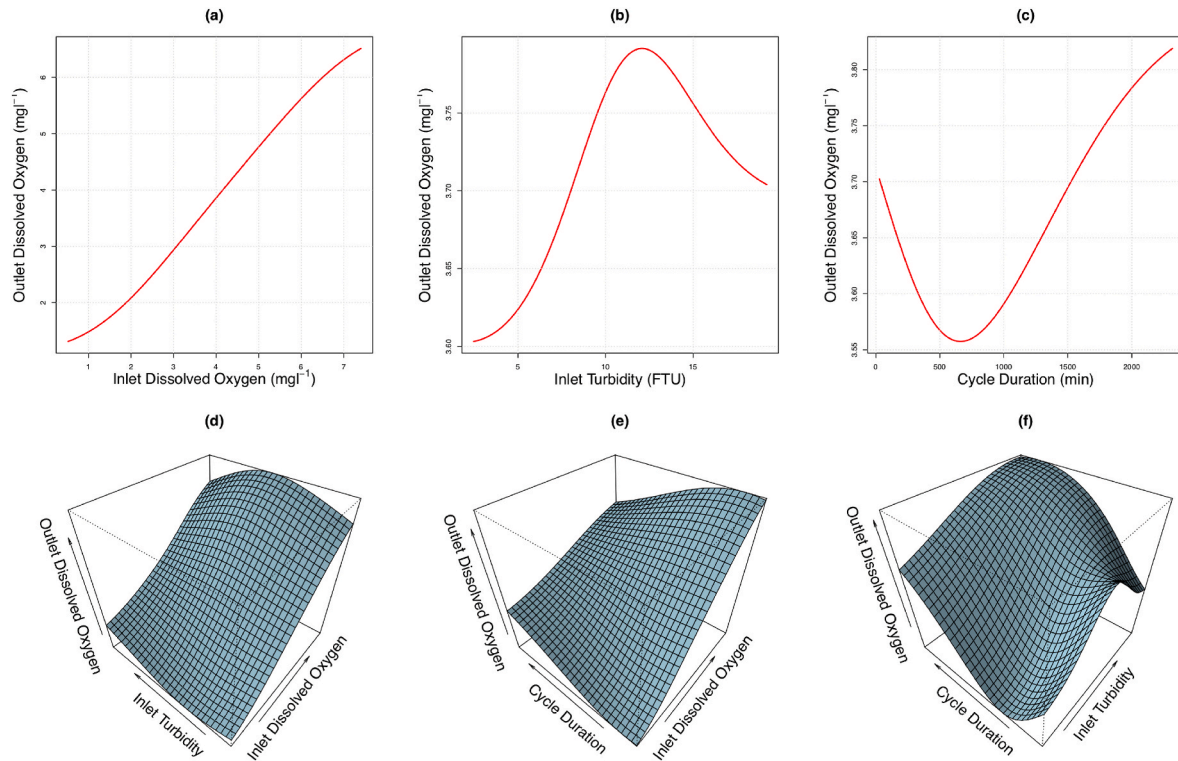 (a)
Outlet Dissolved Oxygen (mgl⁻¹)
6
5
4
3
2
1 2 3 4 5 6 7
Inlet Dissolved Oxygen (mgl⁻¹)
(b)
Outlet Dissolved Oxygen (mgl⁻¹)
3.75
3.70
3.65
3.60
5 10 15
Inlet Turbidity (FTU)
(c)
Outlet Dissolved Oxygen (mgl⁻¹)
3.80
3.75
3.70
3.65
3.60
3.55
0 500 1000 1500 2000
Cycle Duration (min)
(d)
Outlet Dissolved Oxygen
Inlet Turbidity
Inlet Dissolved Oxygen
(e)
Outlet Dissolved Oxygen
Cycle Duration
Inlet Dissolved Oxygen
(f)
Outlet Dissolved Oxygen
Cycle Duration
Inlet Turbidity